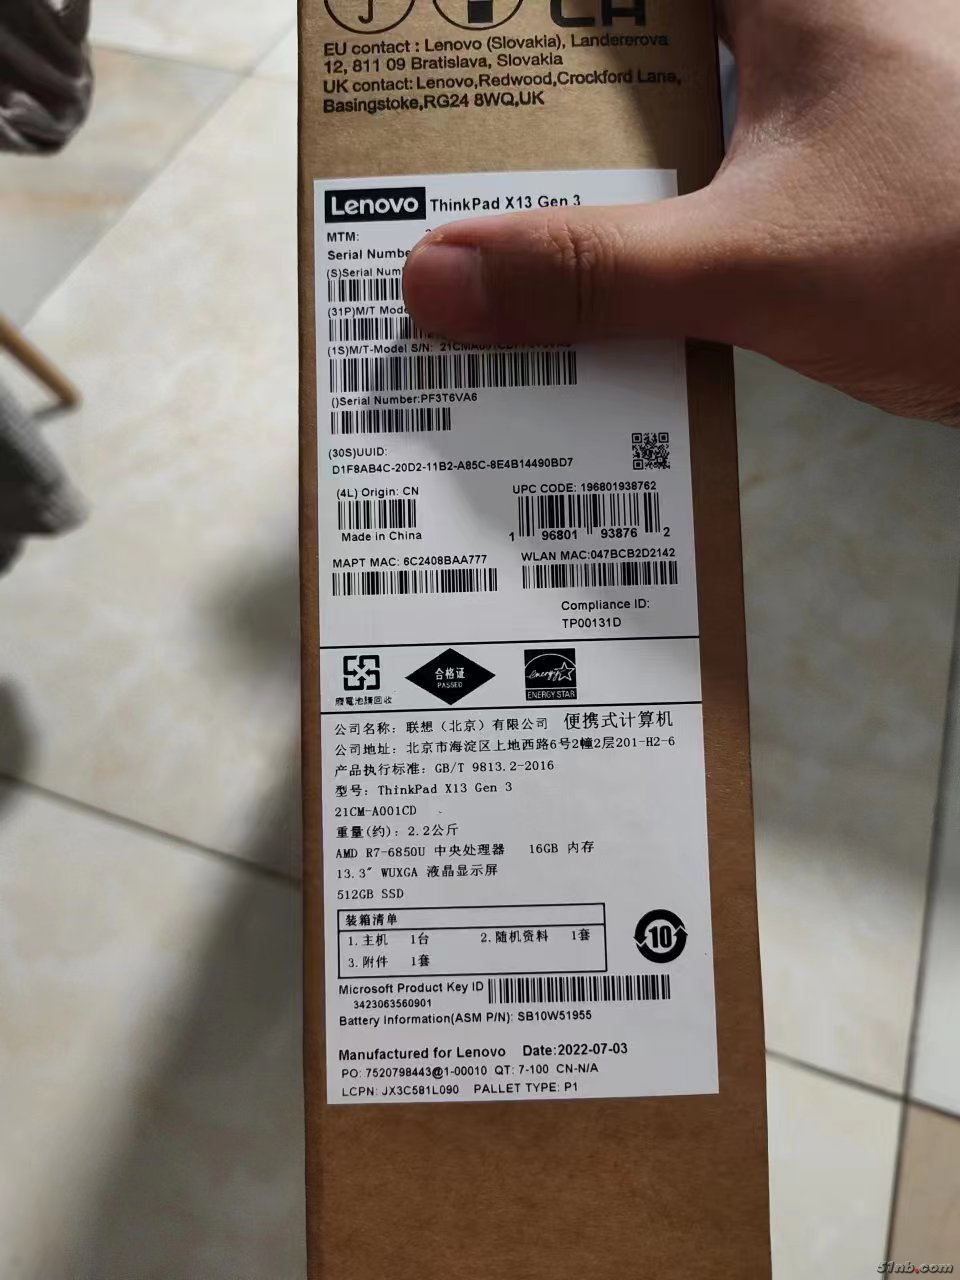 J
EU contact : Lenovo (Slovakia), Landererova
12, 811 09 Bratislava, Slovakia
UK contact: Lenovo,Redwood,Crockford Lane,
Basingstoke,RG24 8WQ,UK
Lenovo ThinkPad X13 Gen 3
MTM:
Serial Numbe
(S)Serial Num
(31P)M/T Mode
(1S)M/T-Model S/N:
()Serial Number:PF3T6VA6
(30S)UUID:
D1F8AB4C-20D2-11B2-A85C-8E4B14490BD7
(4L) Origin: CN UPC CODE: 196801938762
Made in China 1 96801 93876 2
MAPT MAC: 6C2408BAA777 WLAN MAC:047BCB2D2142
Compliance ID:
TP00131D
廢電池請回收 合格证 PASSED energy ENERGY STAR
公司名称: 联想 (北京) 有限公司 便携式计算机
公司地址: 北京市海淀区上地西路6号2幢2层201-H2-6
产品执行标准: GB/T 9813.2-2016
型号: ThinkPad X13 Gen 3
21CM-A001CD
重量(约): 2.2公斤
AMD R7-6850U 中央处理器 16GB 内存
13.3" WUXGA 液晶显示屏
512GB SSD
装箱清单
1.主机 1台 2.随机资料 1套
3.附件 1套
10
Microsoft Product Key ID
3423063560901
Battery Information(ASM P/N): SB10W51955
Manufactured for Lenovo Date:2022-07-03
PO: 7520798443@1-00010 QT: 7-100 CN-N/A
LCPN: JX3C581L090 PALLET TYPE: P1
51nb.com